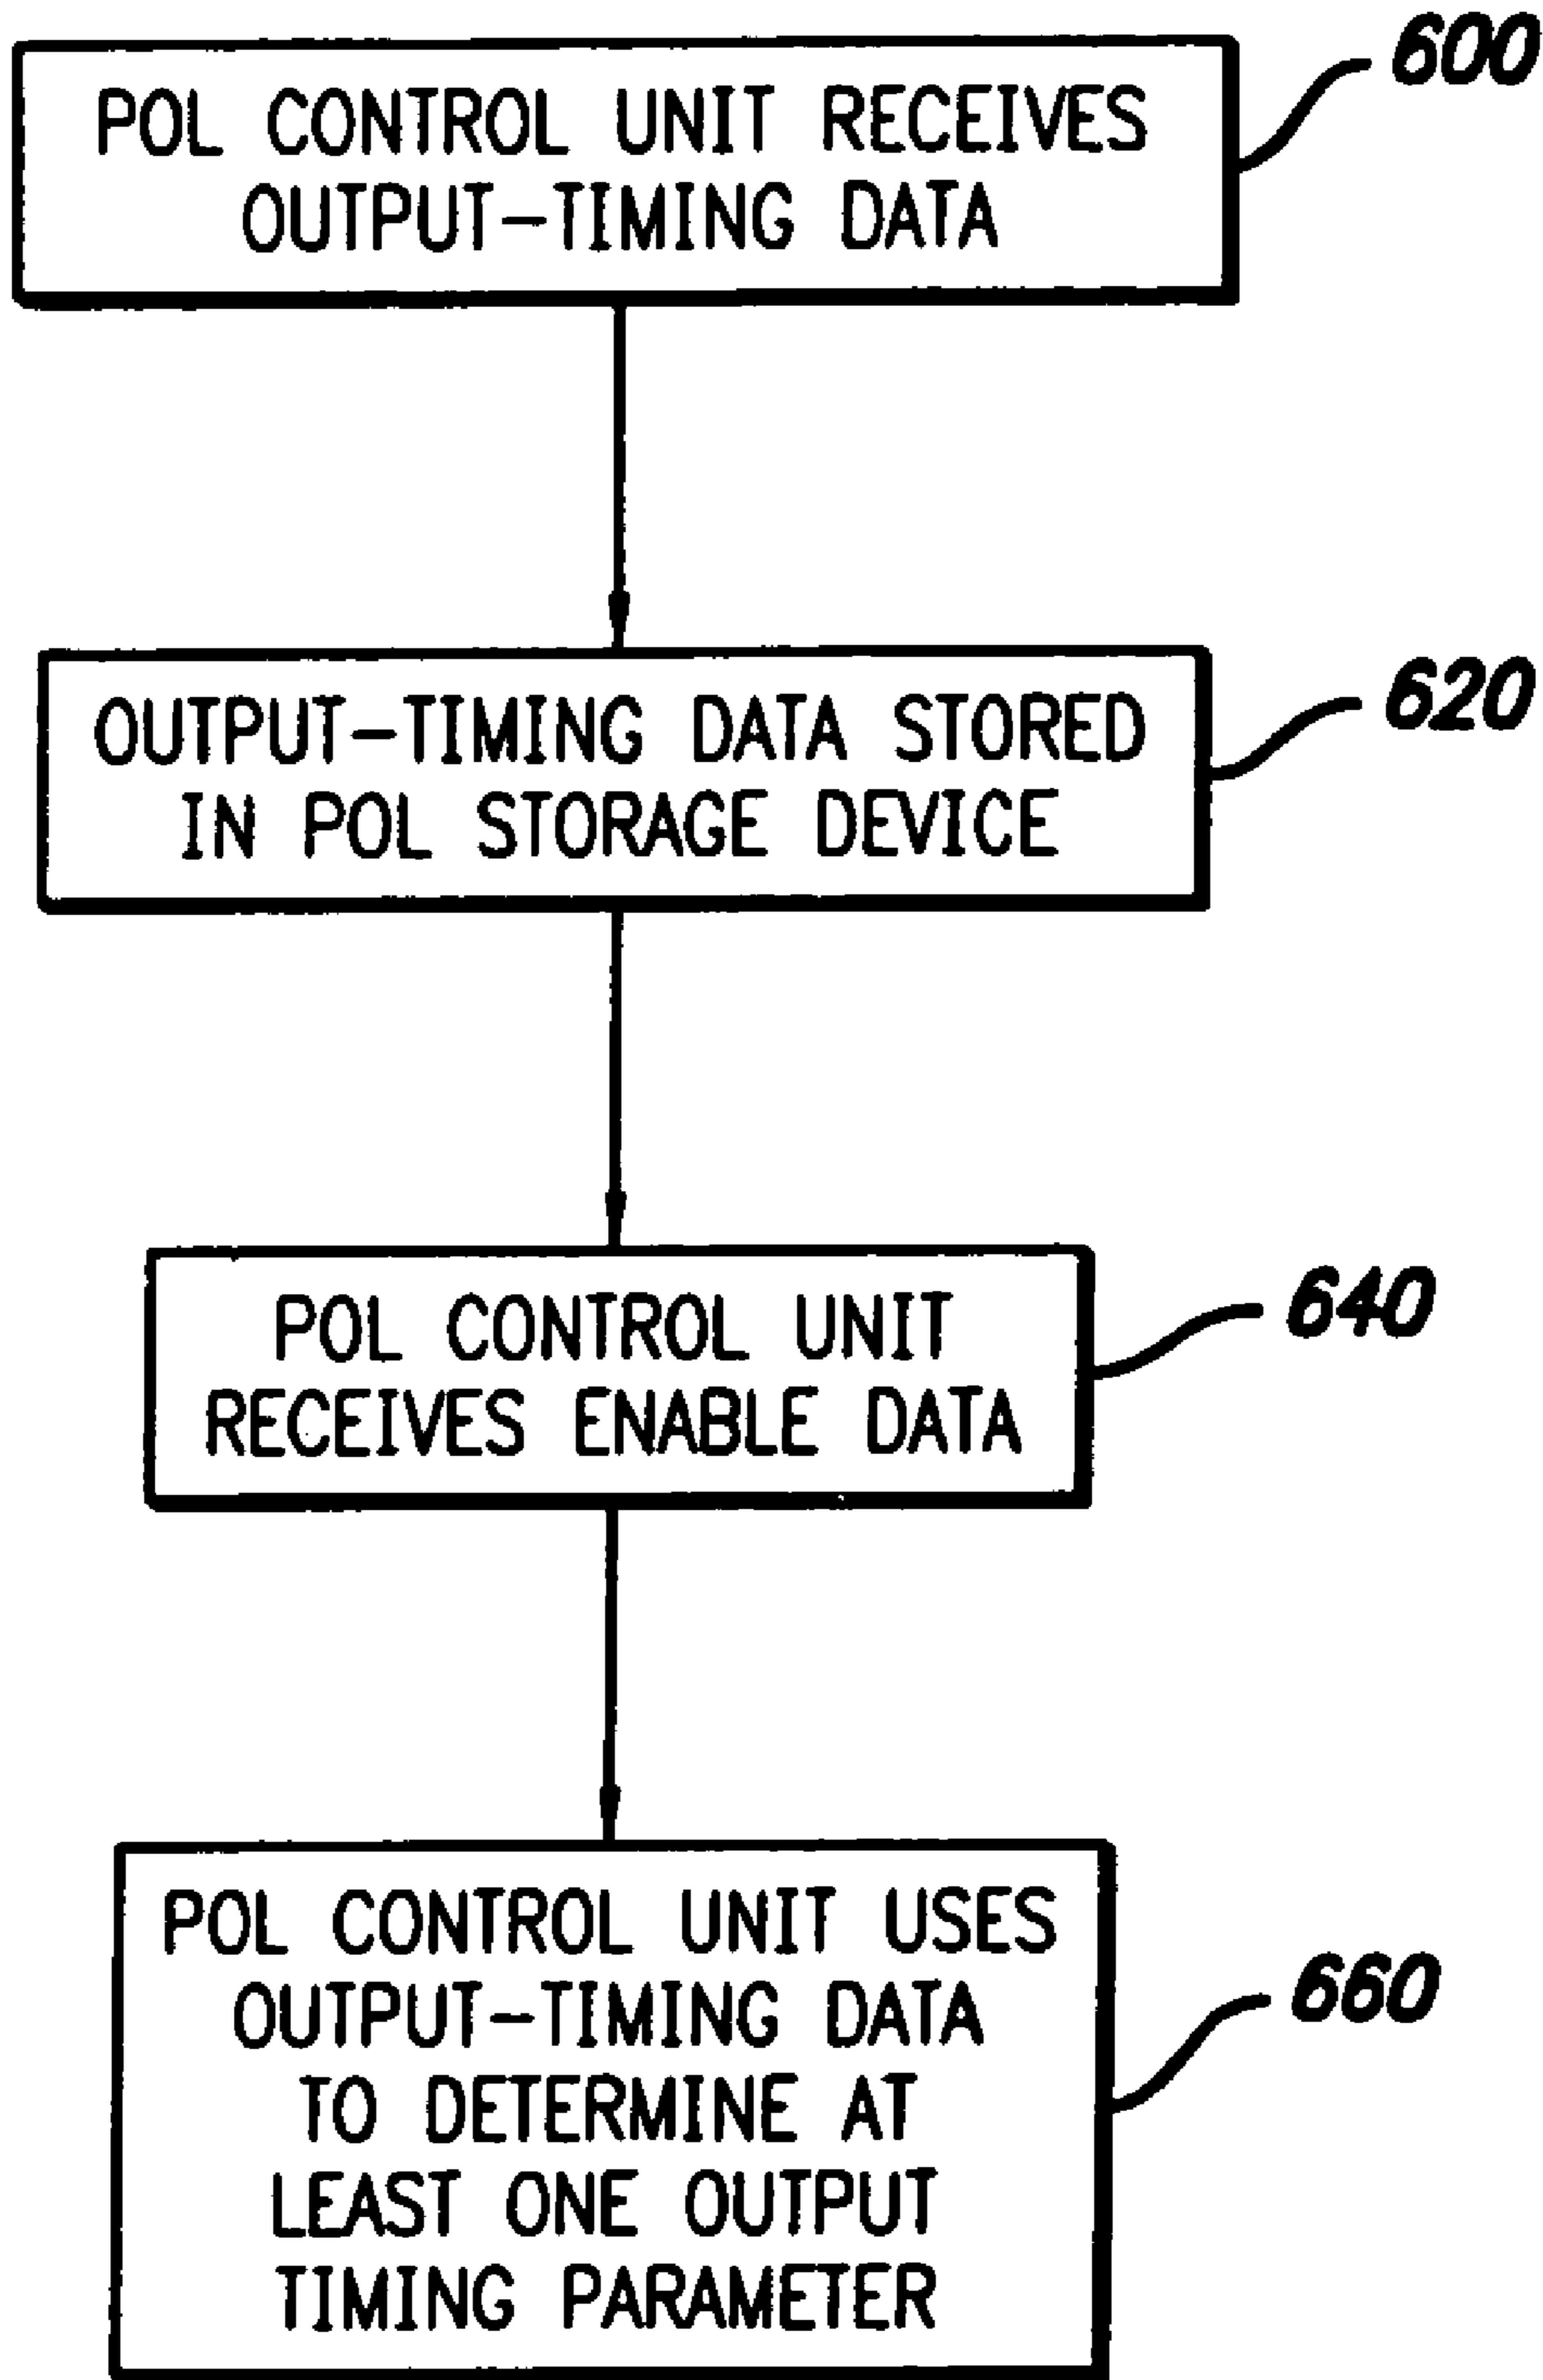 600
POL CONTROL UNIT RECEIVES
OUTPUT-TIMING DATA
620
OUTPUT-TIMING DATA STORED
IN POL STORAGE DEVICE
640
POL CONTROL UNIT
RECEIVES ENABLE DATA
660
POL CONTROL UNIT USES
OUTPUT-TIMING DATA
TO DETERMINE AT
LEAST ONE OUTPUT
TIMING PARAMETER